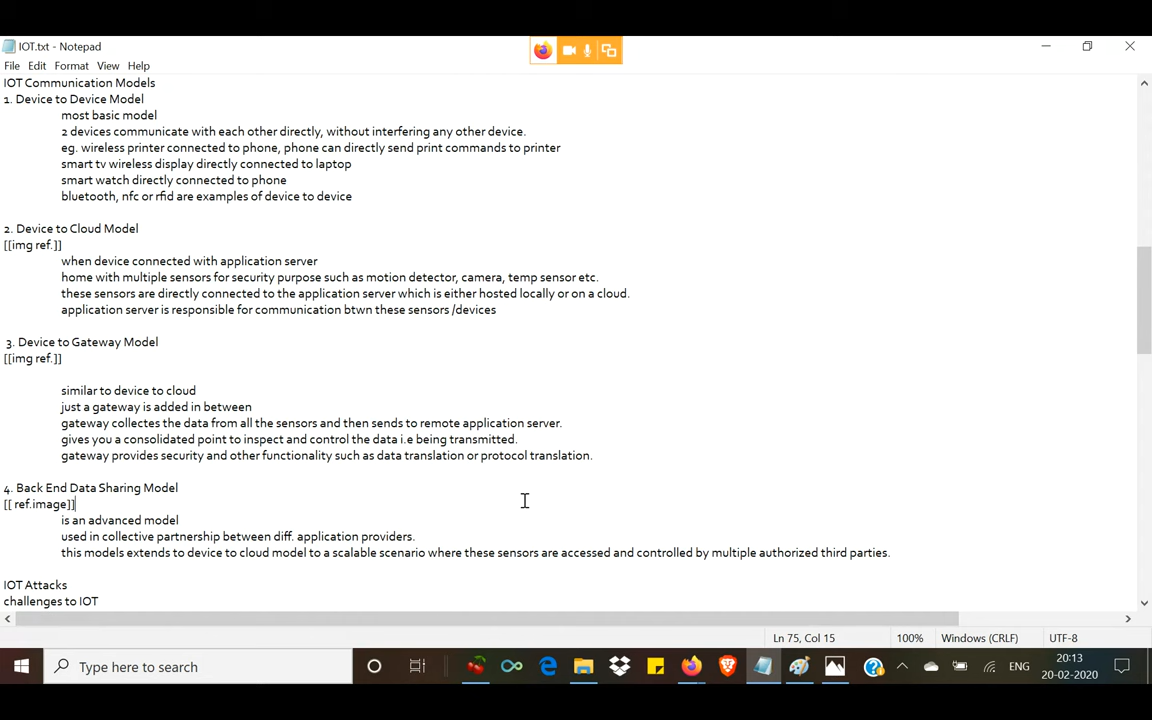 IOT.txt - Notepad
File Edit Format View Help
IOT Communication Models
1. Device to Device Model
most basic model
2 devices communicate with each other directly, without interfering any other device.
eg. wireless printer connected to phone, phone can directly send print commands to printer
smart tv wireless display directly connected to laptop
smart watch directly connected to phone
bluetooth, nfc or rfid are examples of device to device
2. Device to Cloud Model
[[img ref.]]
when device connected with application server
home with multiple sensors for security purpose such as motion detector, camera, temp sensor etc.
these sensors are directly connected to the application server which is either hosted locally or on a cloud.
application server is responsible for communication btwn these sensors /devices
3. Device to Gateway Model
[[img ref.]]
similar to device to cloud
just a gateway is added in between
gateway collectes the data from all the sensors and then sends to remote application server.
gives you a consolidated point to inspect and control the data i.e being transmitted.
gateway provides security and other functionality such as data translation or protocol translation.
4. Back End Data Sharing Model
[[ ref.image]]
is an advanced model
used in collective partnership between diff. application providers.
this models extends to device to cloud model to a scalable scenario where these sensors are accessed and controlled by multiple authorized third parties.
IOT Attacks
challenges to IOT
Ln 75, Col 15 100% Windows (CRLF) UTF-8
Type here to search
ENG
20:13
20-02-2020